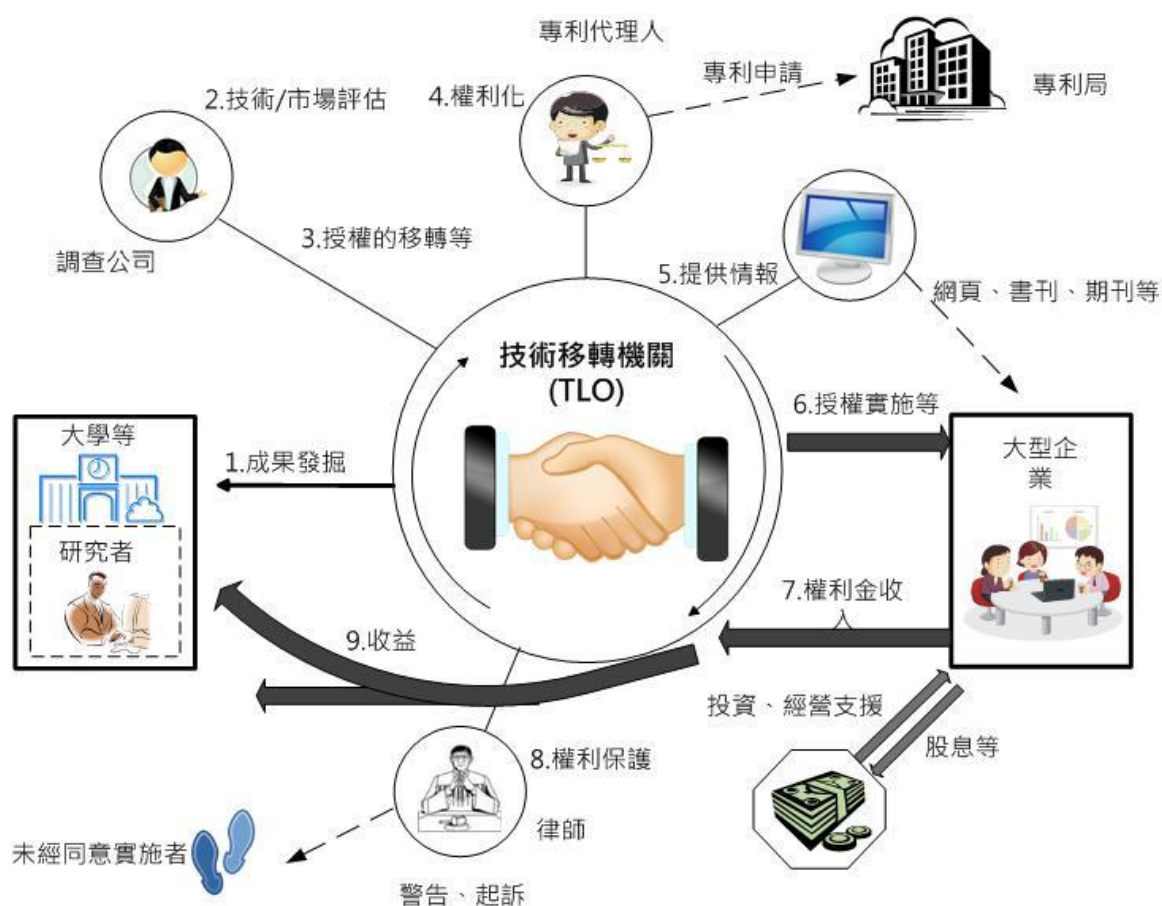 專利代理人
專利申請
專利局
2.技術/市場評估
4.權利化
3.授權的移轉等
調查公司
5.提供情報
網頁、書刊、期刊等
技術移轉機關
(TLO)
6.授權實施等
大學等
1.成果發掘
大型企
業
研究者
7.權利金收
入
9.收益
投資、經營支援
股息等
8.權利保護
律師
未經同意實施者
警告、起訴